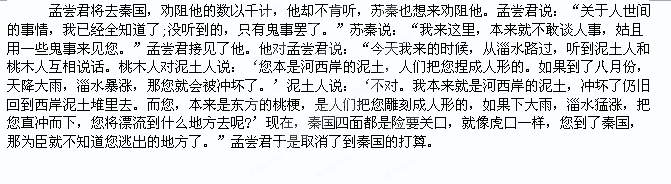 孟尝君将去秦国，劝阻他的数以千计，他却不肯听，苏秦也想来劝阻他。孟尝君说：“关于人世间
的事情，我已经全知道了;没听到的，只有鬼事罢了。”苏秦说：“我来这里，本来就不敢谈人事，姑且
用一些鬼事来见您。”孟尝君接见了他。他对孟尝君说：“今天我来的时候，从淄水路过，听到泥土人和
桃木人互相说话。桃木人对泥土人说：‘您本是河西岸的泥土，人们把您捏成人形的。如果到了八月份，
天降大雨，淄水暴涨，那您就会被冲坏了。’泥土人说：‘不对。我本来就是河西岸的泥土，冲坏了仍旧
回到西岸泥土堆里去。而您，本来是东方的桃梗，是人们把您雕刻成人形的，如果下大雨，淄水猛涨，把
您直冲而下，您将漂流到什么地方去呢?’现在，秦国四面都是险要关口，就像虎口一样，您到了秦国，
那为臣就不知道您逃出的地方了。”孟尝君于是取消了到秦国的打算。